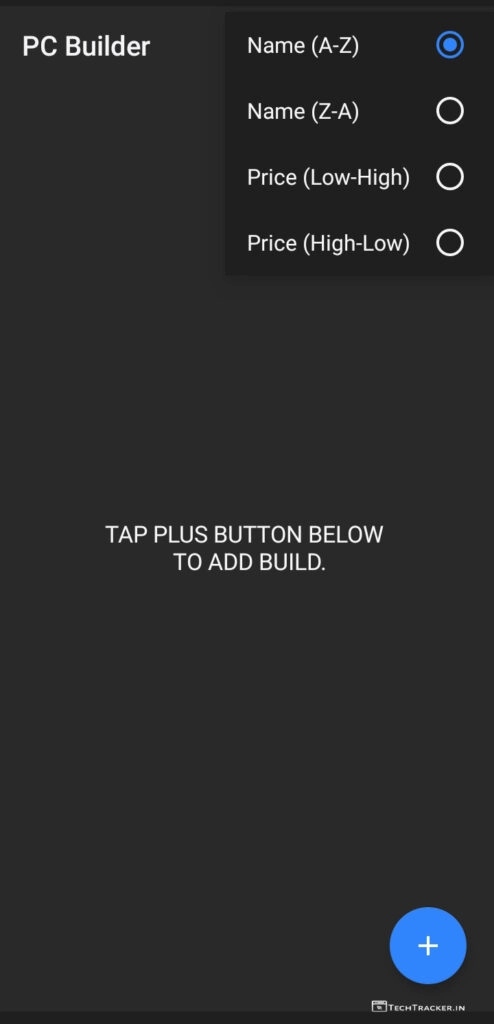 PC Builder
Name (A-Z)
Name (Z-A)
Price (Low-High)
Price (High-Low)
TAP PLUS BUTTON BELOW
TO ADD BUILD.
+
TECHTRACKER.IN